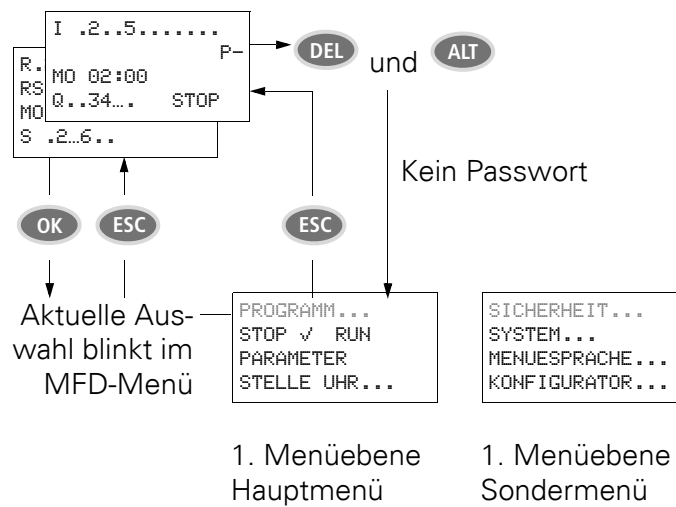 I .2..5.......
P-
MO 02:00
Q..34.... STOP
R.
RS
MO
S .2...6..
DEL und ALT
Kein Passwort
OK ESC ESC
Aktuelle Aus-
wahl blinkt im
MFD-Menü
PROGRAMM...
STOP √ RUN
PARAMETER
STELLE UHR...
SICHERHEIT...
SYSTEM...
MENUESPRACHE...
KONFIGURATOR...
1. Menüebene
Hauptmenü
1. Menüebene
Sondermenü